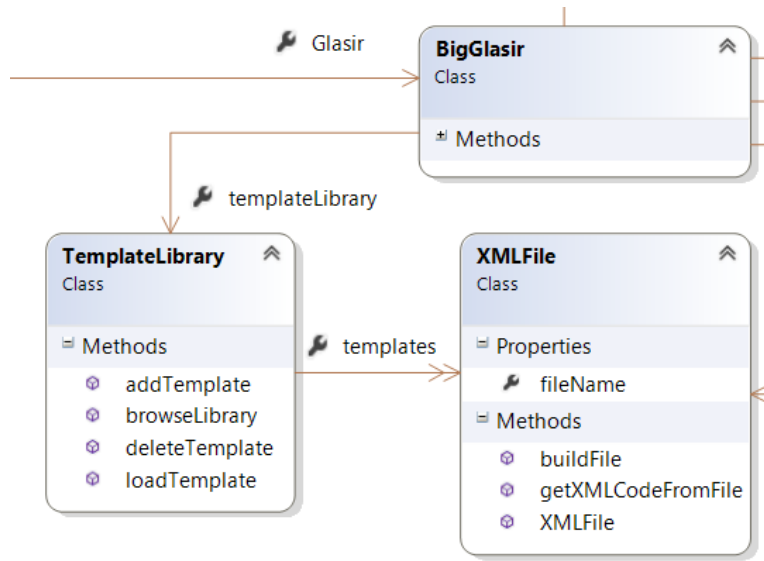 Glasir
BigGlasir
Class
Methods
templateLibrary
TemplateLibrary
Class
Methods
addTemplate
browseLibrary
deleteTemplate
loadTemplate
templates
XMLFile
Class
Properties
fileName
Methods
buildFile
getXMLCodeFromFile
XMLFile